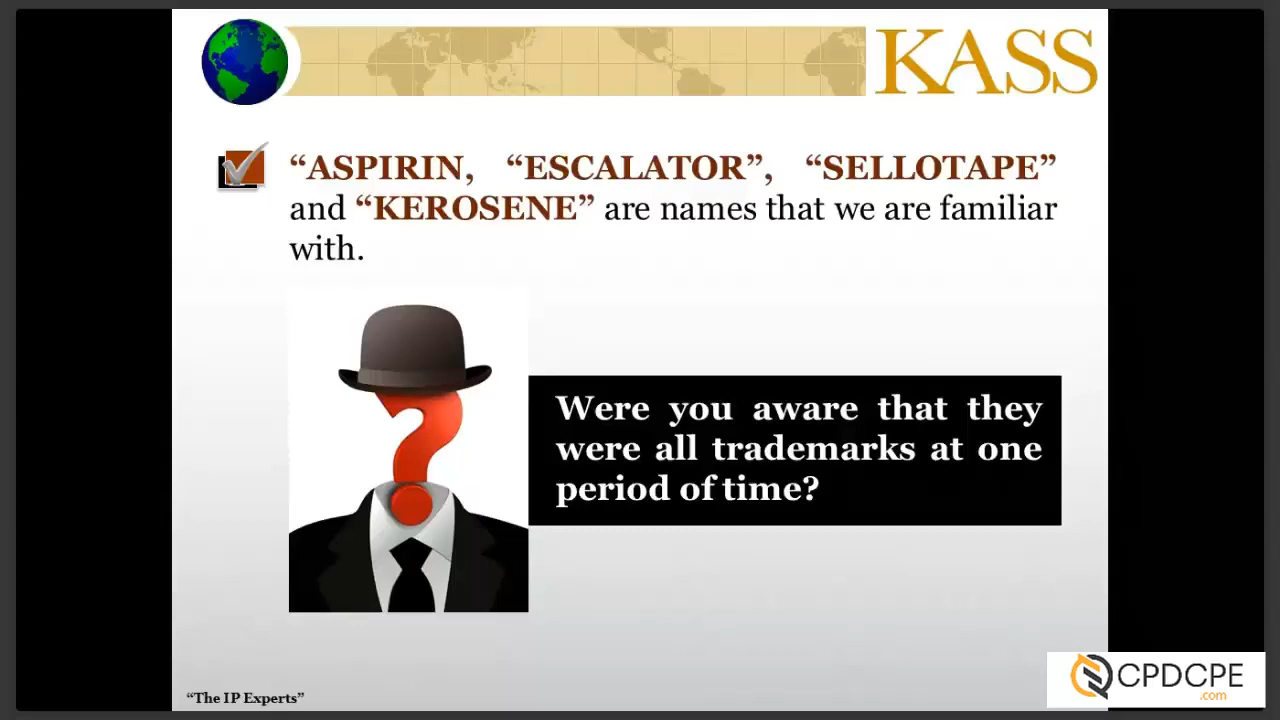 KASS
“ASPIRIN, “ESCALATOR”, “SELLOTAPE”
and “KEROSENE” are names that we are familiar
with.
Were you aware that they
were all trademarks at one
period of time?
“The IP Experts”
CPDCPE
.com